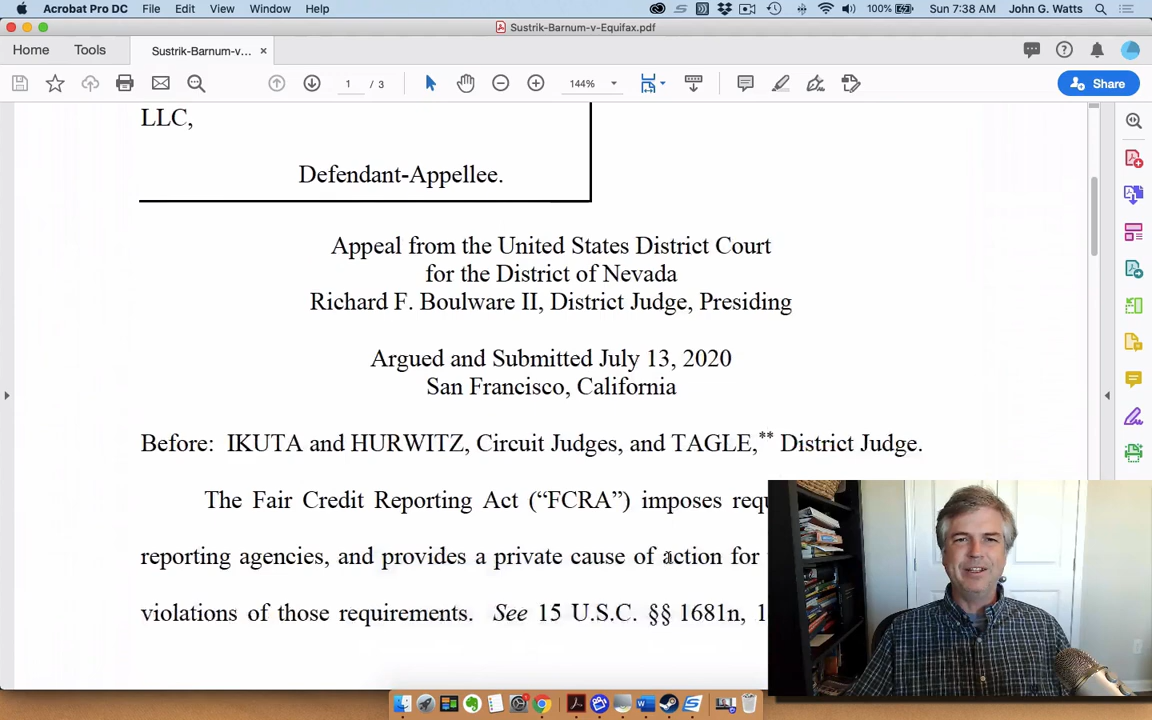 Acrobat Pro DC File Edit View Window Help 100% Sun 7:38 AM John G. Watts
Sustrik-Barnum-v-Equifax.pdf
Home Tools Sustrik-Barnum-v... ×
1 / 3 144% Share
LLC,
Defendant-Appellee.
Appeal from the United States District Court
for the District of Nevada
Richard F. Boulware II, District Judge, Presiding
Argued and Submitted July 13, 2020
San Francisco, California
Before: IKUTA and HURWITZ, Circuit Judges, and TAGLE,** District Judge.
The Fair Credit Reporting Act (“FCRA”) imposes
reporting agencies, and provides a private cause of action for
violations of those requirements. See 15 U.S.C. §§ 1681n,